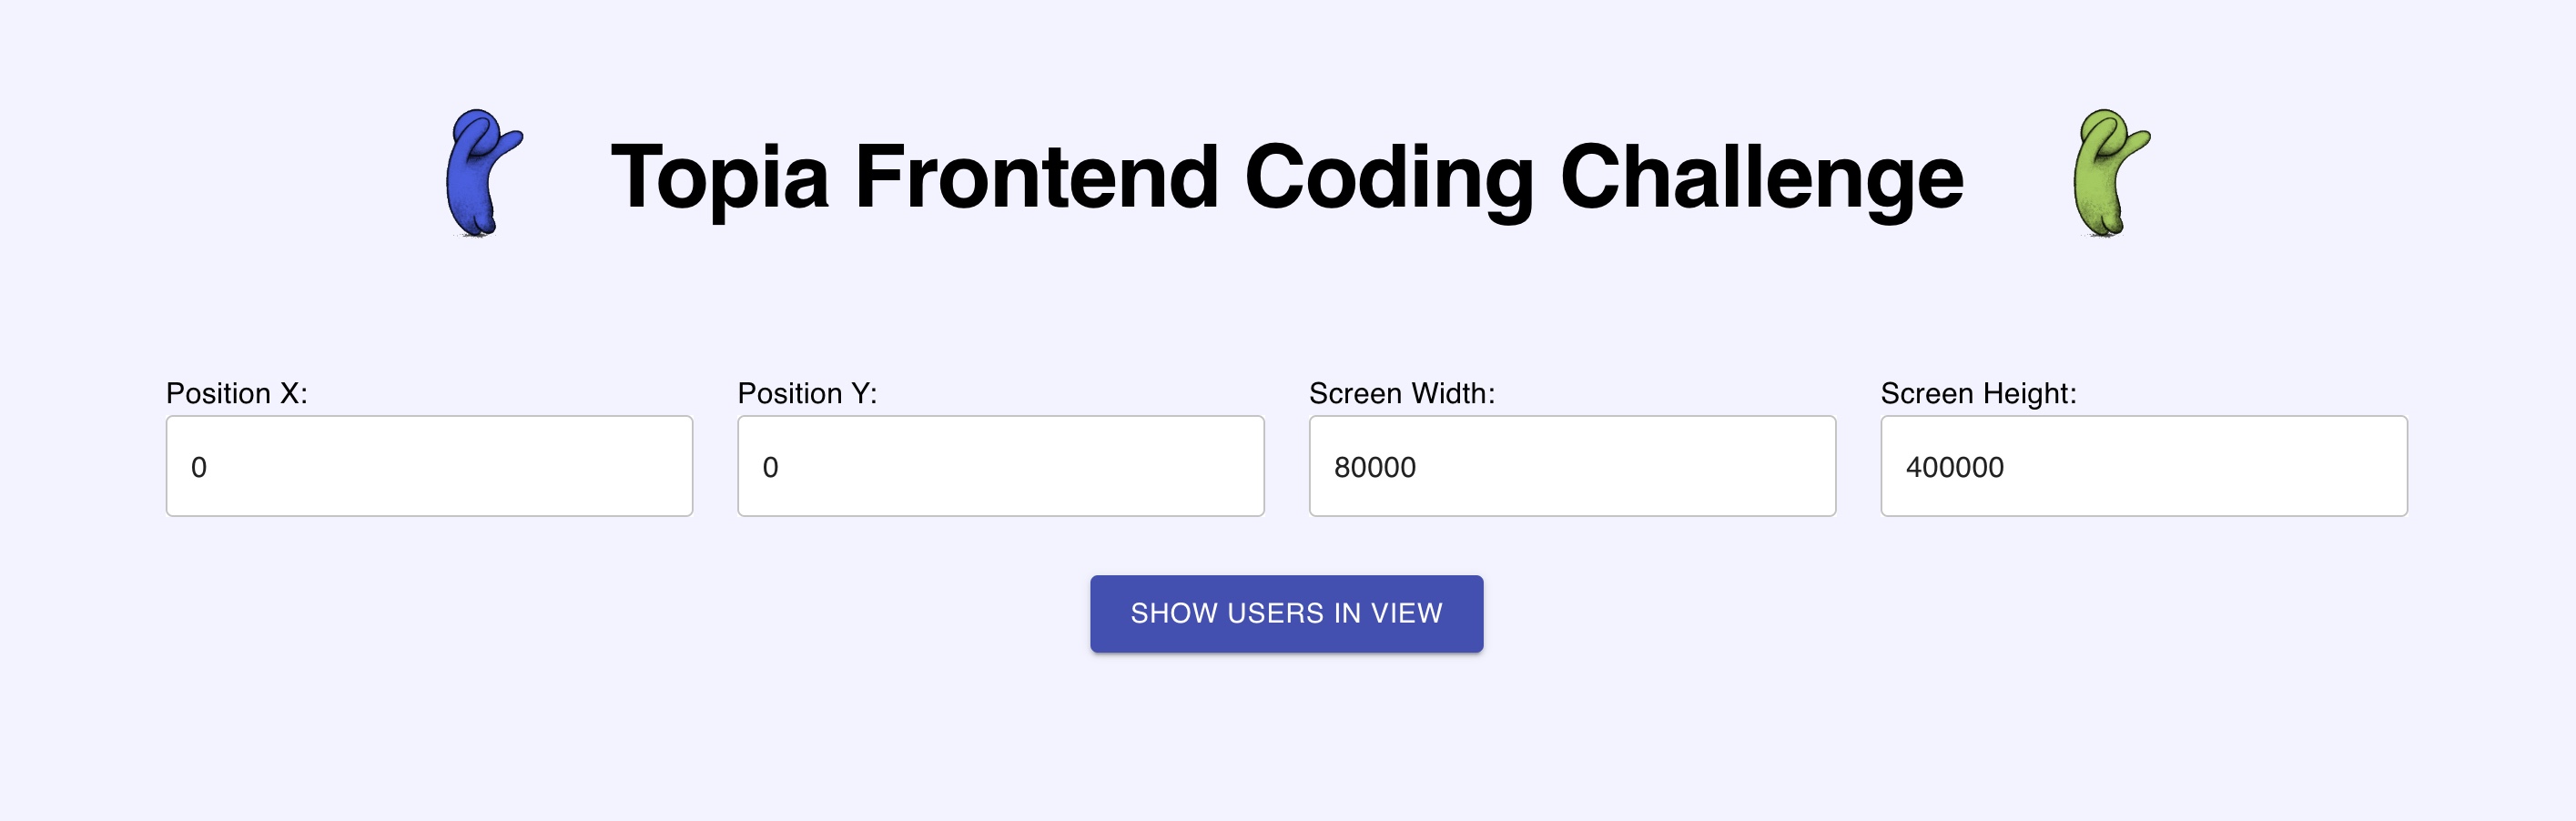 Topia Frontend Coding Challenge
Position X:
Position Y:
Screen Width:
Screen Height:
0
0
80000
400000
SHOW USERS IN VIEW